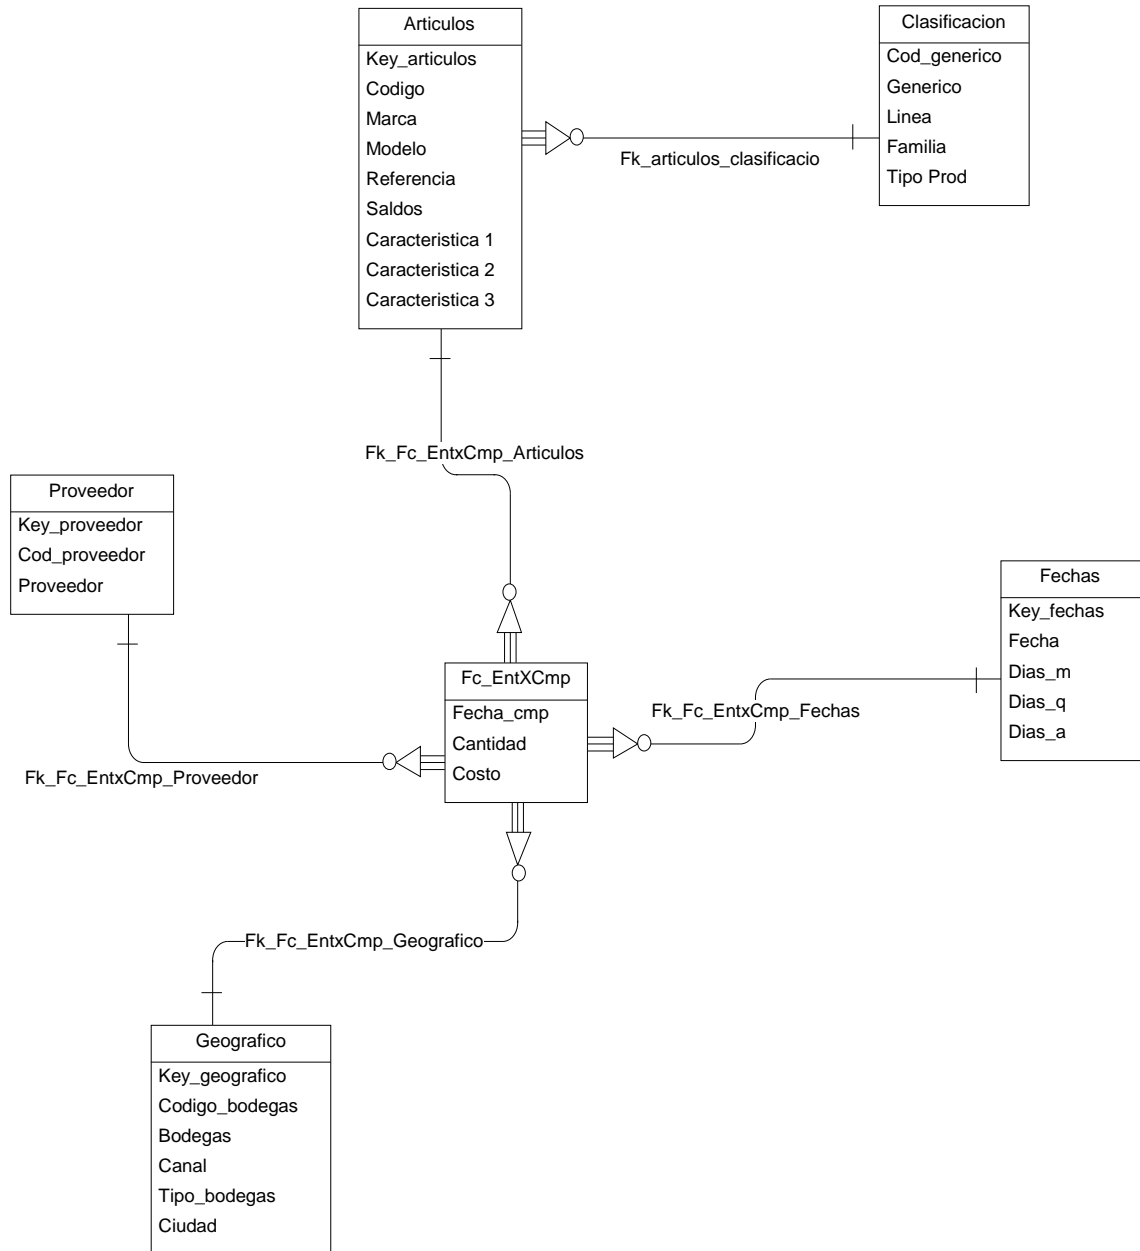 Articulos
Key_articulos
Codigo
Marca
Modelo
Referencia
Saldos
Caracteristica 1
Caracteristica 2
Caracteristica 3
Clasificacion
Cod_generico
Generico
Linea
Familia
Tipo Prod
Fk_articulos_clasificacio
Fk_Fc_EntxCmp_Articulos
Proveedor
Key_proveedor
Cod_proveedor
Proveedor
Fechas
Key_fechas
Fecha
Dias_m
Dias_q
Dias_a
Fc_EntXCmp
Fecha_cmp
Cantidad
Costo
Fk_Fc_EntxCmp_Fechas
Fk_Fc_EntxCmp_Proveedor
Fk_Fc_EntxCmp_Geografico
Geografico
Key_geografico
Codigo_bodegas
Bodegas
Canal
Tipo_bodegas
Ciudad